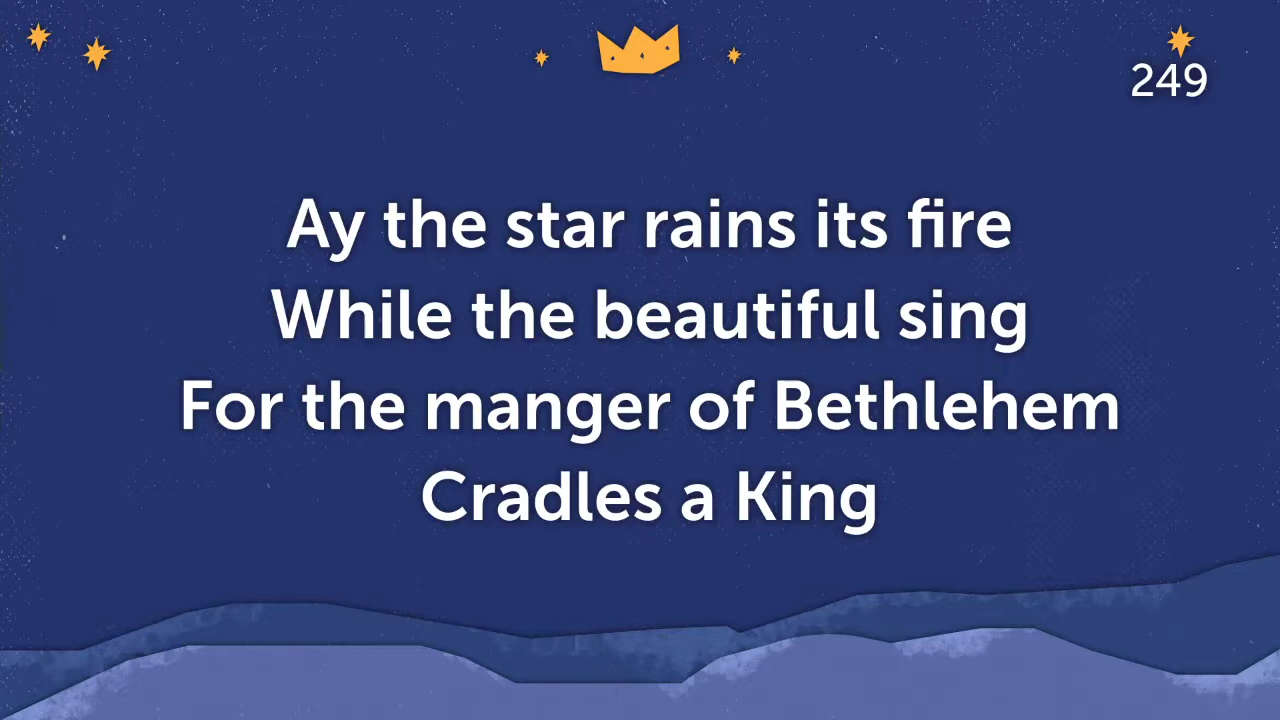 249
Ay the star rains its fire
While the beautiful sing
For the manger of Bethlehem
Cradles a King